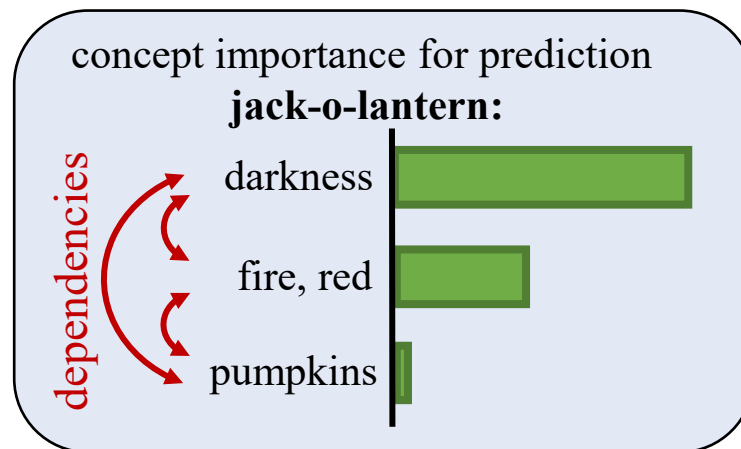 concept importance for prediction
jack-o-lantern:
dependencies
darkness
fire, red
pumpkins